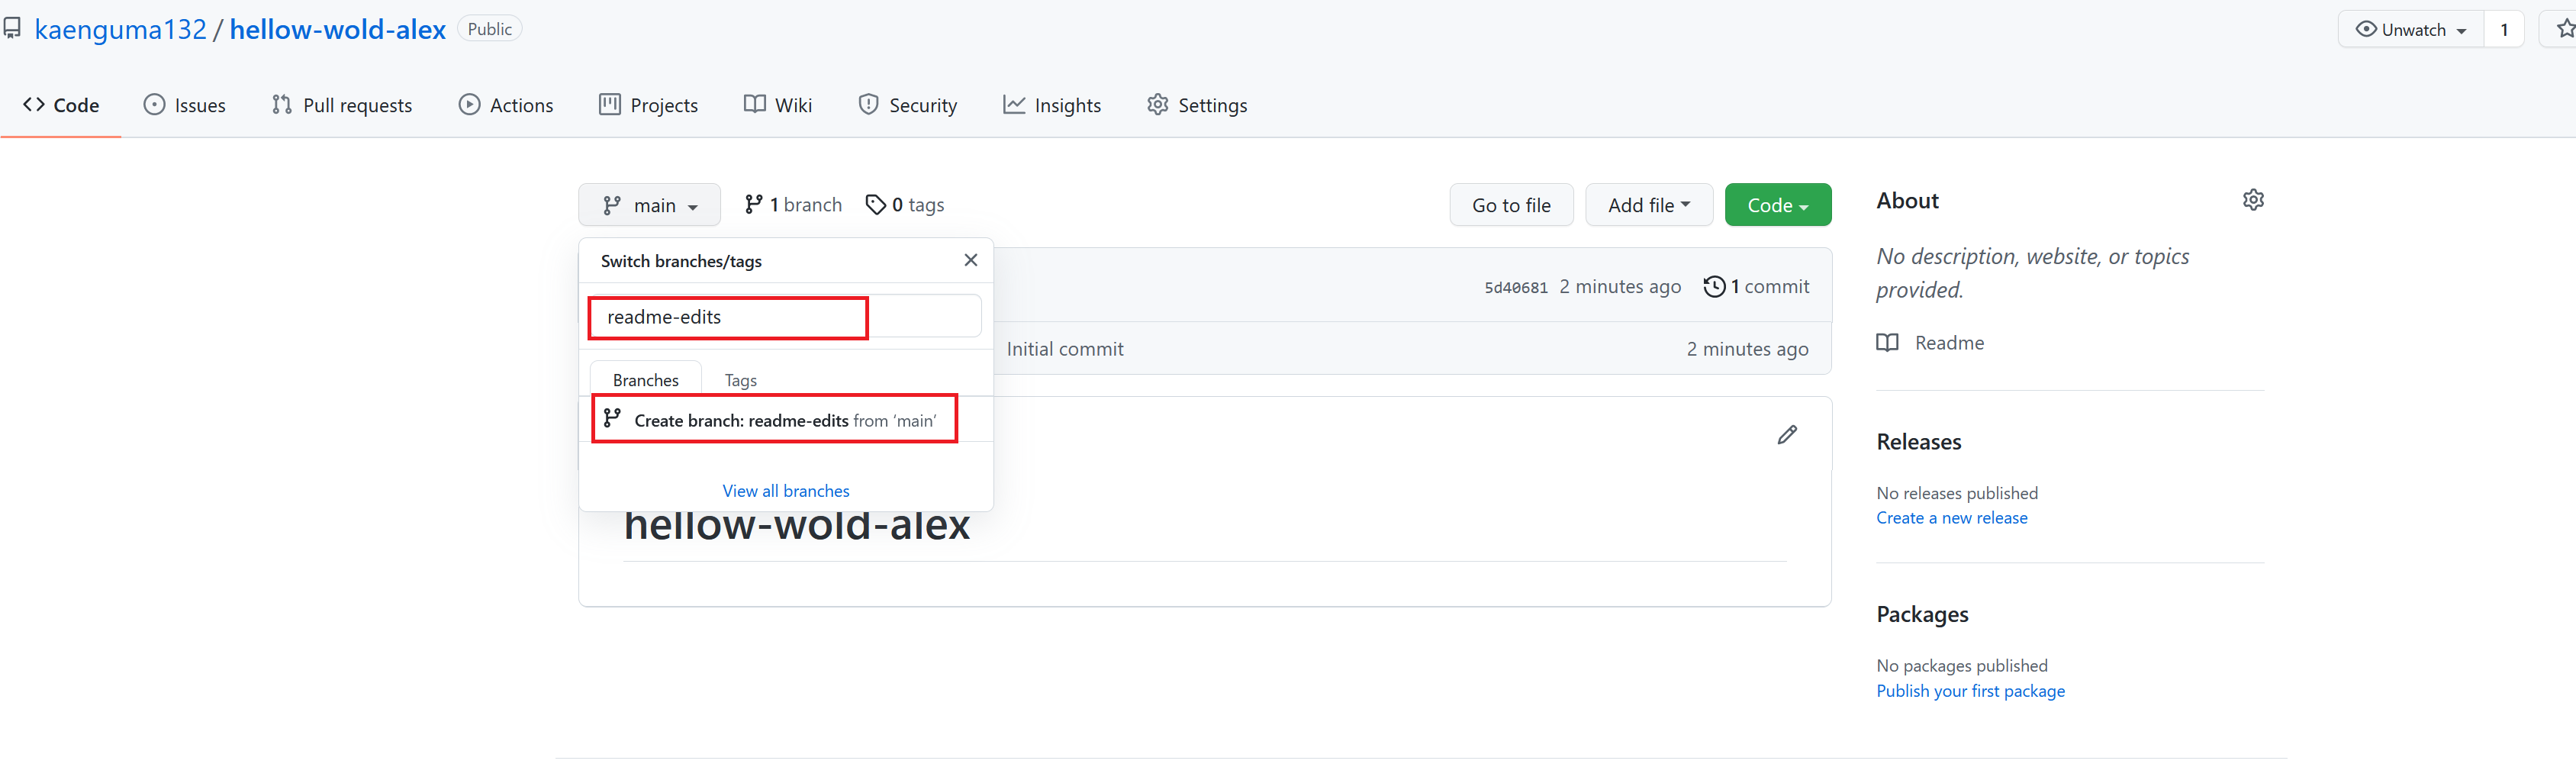 kaenguma132 / hellow-wold-alex Public
Unwatch 1
Code Issues Pull requests Actions Projects Wiki Security Insights Settings
main 1 branch 0 tags Go to file Add file Code
Switch branches/tags
readme-edits
Branches Tags
Create branch: readme-edits from 'main'
View all branches
5d40681 2 minutes ago 1 commit
Initial commit 2 minutes ago
hellow-wold-alex
About
No description, website, or topics
provided.
Readme
Releases
No releases published
Create a new release
Packages
No packages published
Publish your first package